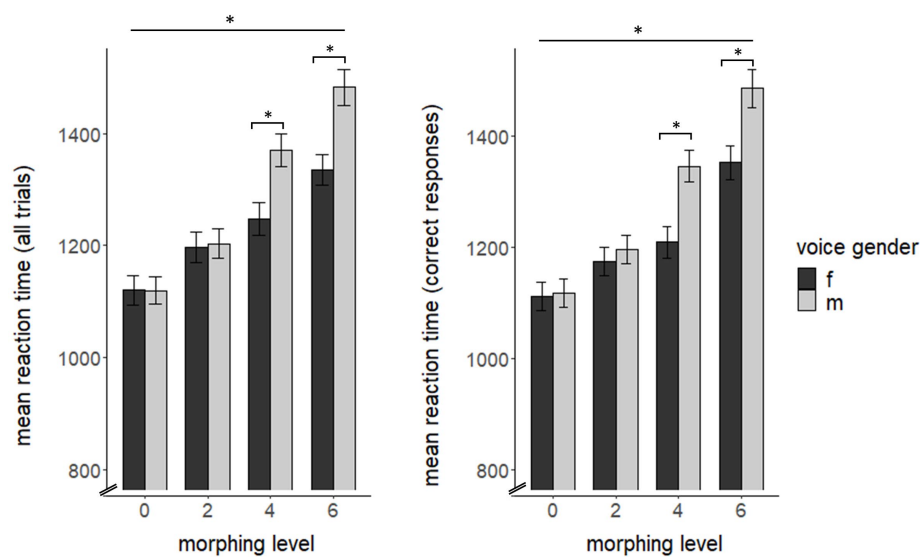 *
*
*
mean reaction time (all trials)
1400
1200
1000
800
0 2 4 6
morphing level
*
*
*
mean reaction time (correct responses)
1400
1200
1000
800
0 2 4 6
morphing level
voice gender
f
m